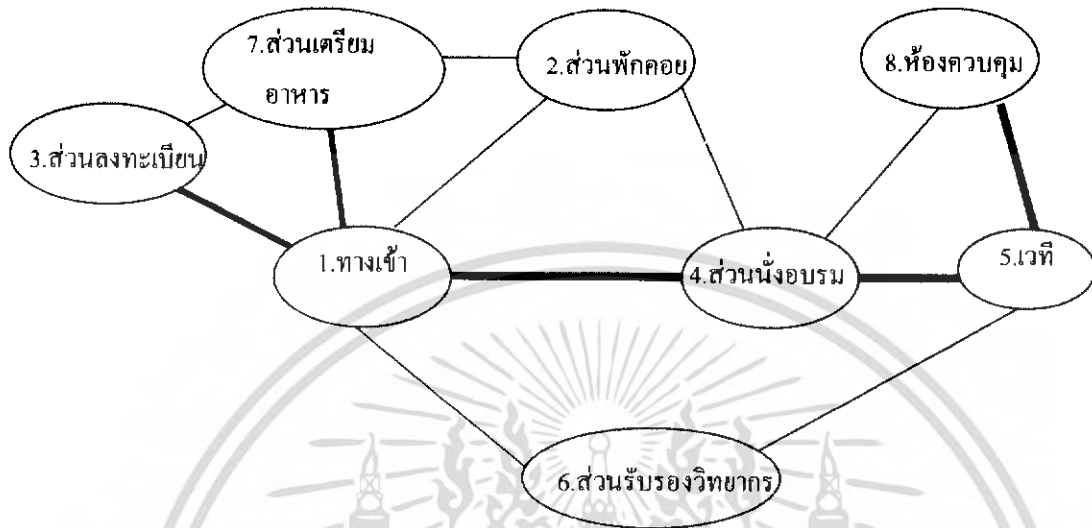 7.ส่วนเตรียม
อาหาร
2.ส่วนพักคอย
8.ห้องควบคุม
3.ส่วนลงทะเบียน
1.ทางเข้า
4.ส่วนนั่งอบรม
5.เวที
6.ส่วนรับรองวิทยากร